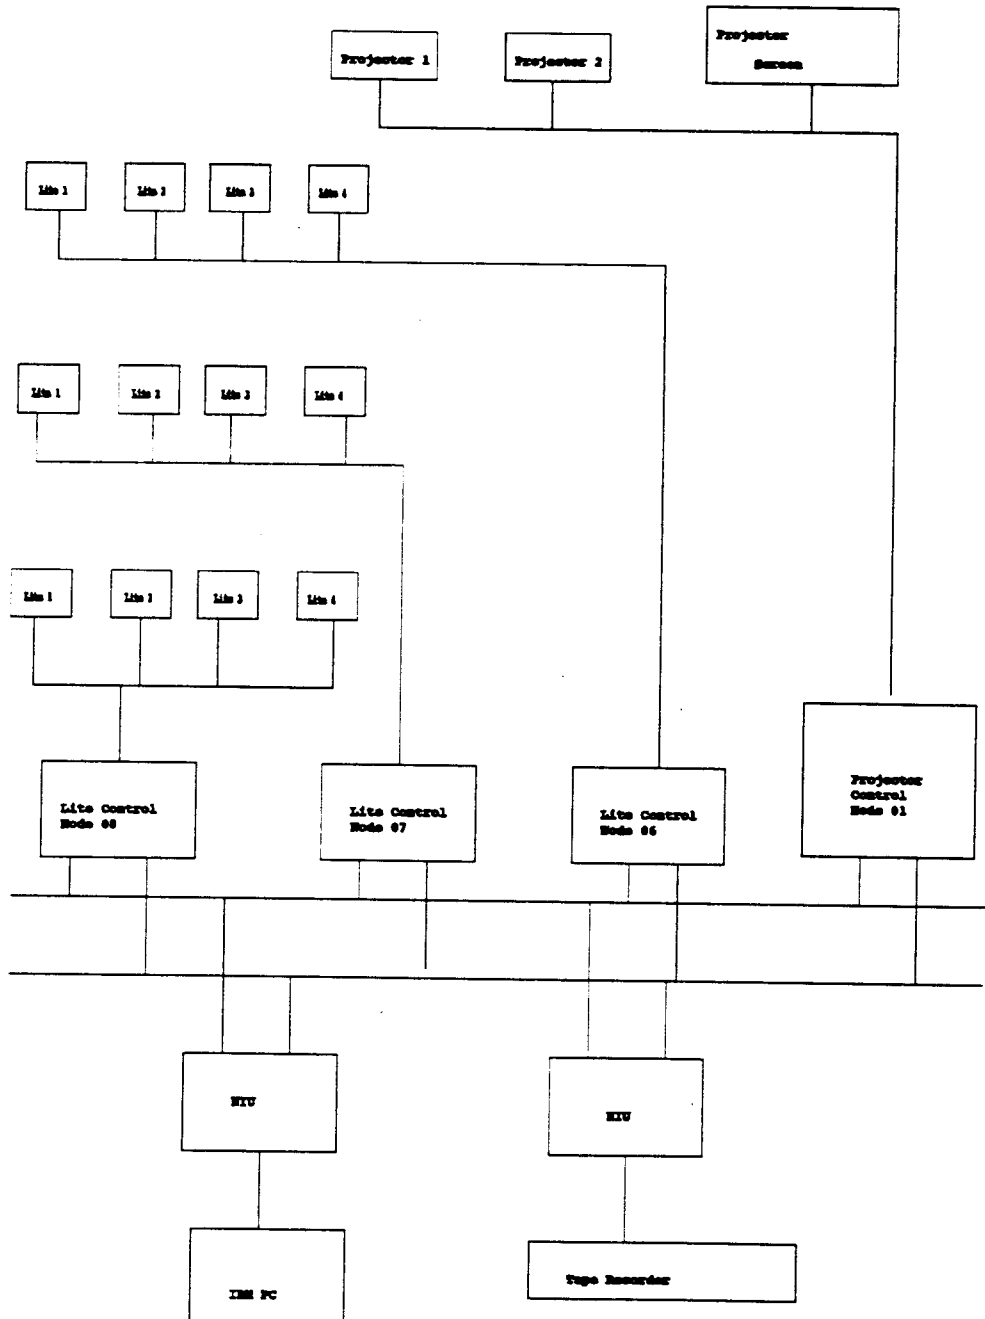 Projector 1
Projector 2
Projector
Screen
Lite 1
Lite 2
Lite 3
Lite 4
Lite 1
Lite 2
Lite 3
Lite 4
Lite 1
Lite 2
Lite 3
Lite 4
Lite Control
Node 08
Lite Control
Node 07
Lite Control
Node 06
Projector
Control
Node 01
NIU
NIU
IBM PC
Tape Recorder